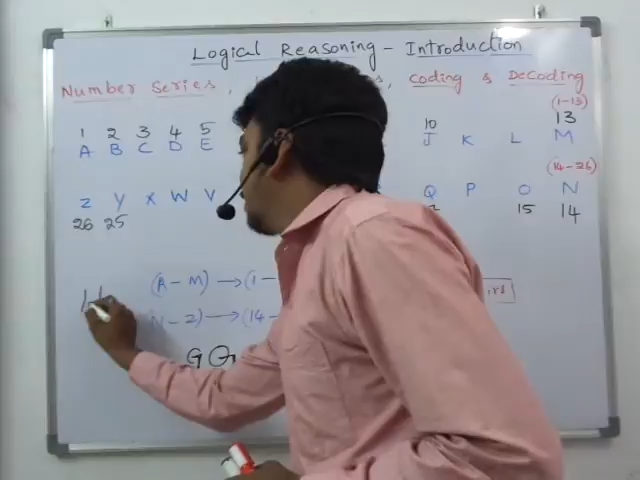 Logical Reasoning - Introduction
Number Series, Coding & Decoding
(1-13)
1 2 3 4 5 10 13
A B C D E J K L M
(14-26)
Z Y X W V Q P O N
26 25 15 14
(A - M) → (1 -
N - Z) → (14 -